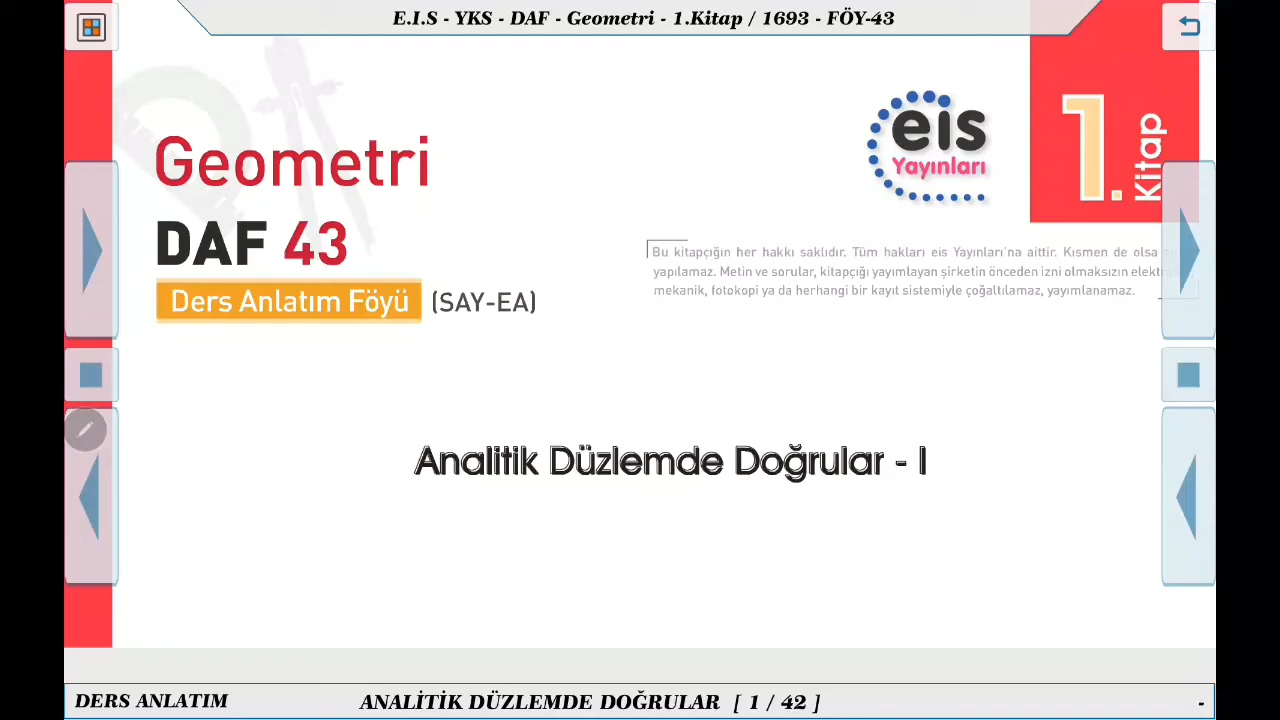 E.I.S - YKS - DAF - Geometri - 1.Kitap / 1693 - FÖY-43
eis
Yayınları
1.
Kitap
Geometri
DAF 43
Ders Anlatım Föyü (SAY-EA)
Bu kitapçığın her hakkı saklıdır. Tüm hakları eis Yayınları'na aittir. Kısmen de olsa
yapılamaz. Metin ve sorular, kitapçığı yayımlayan şirketin önceden izni olmaksızın
mekanik, fotokopi ya da herhangi bir kayıt sistemiyle çoğaltılamaz, yayımlanamaz.
Analitik Düzlemde Doğrular - I
DERS ANLATIM ANALİTİK DÜZLEMDE DOĞRULAR [ 1 / 42 ] -